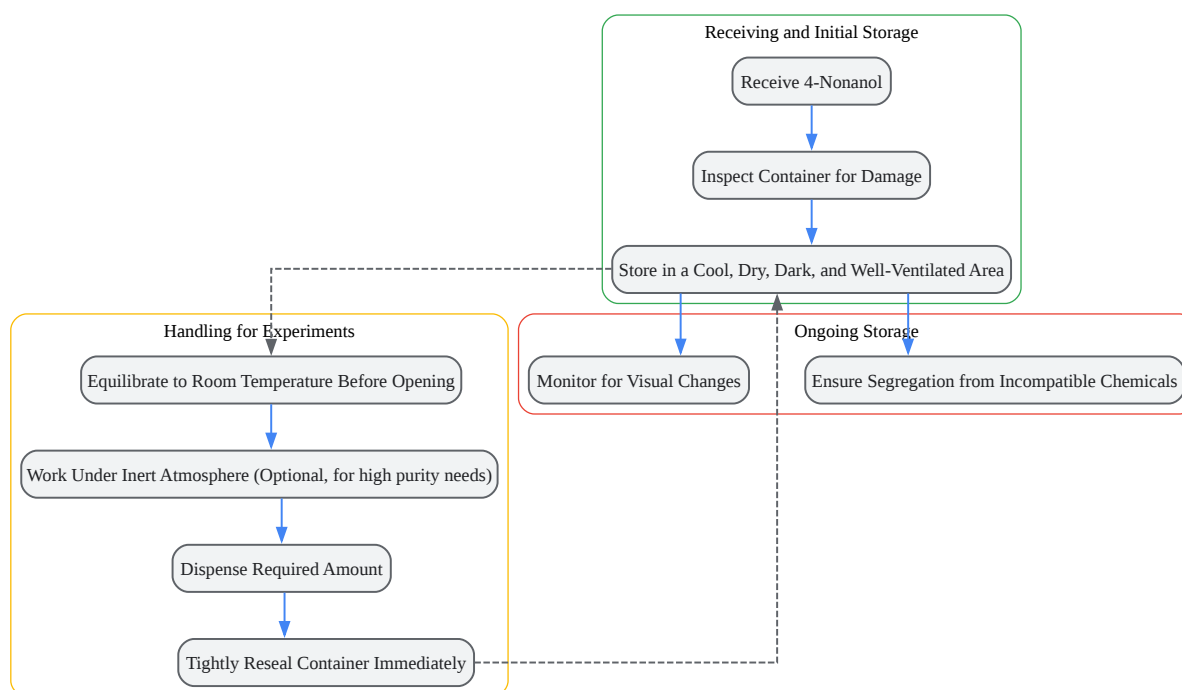 Receiving and Initial Storage
Receive 4-Nonanol
Inspect Container for Damage
Store in a Cool, Dry, Dark, and Well-Ventilated Area
Handling for Experiments
Equilibrate to Room Temperature Before Opening
Work Under Inert Atmosphere (Optional, for high purity needs)
Dispense Required Amount
Tightly Reseal Container Immediately
Ongoing Storage
Monitor for Visual Changes
Ensure Segregation from Incompatible Chemicals